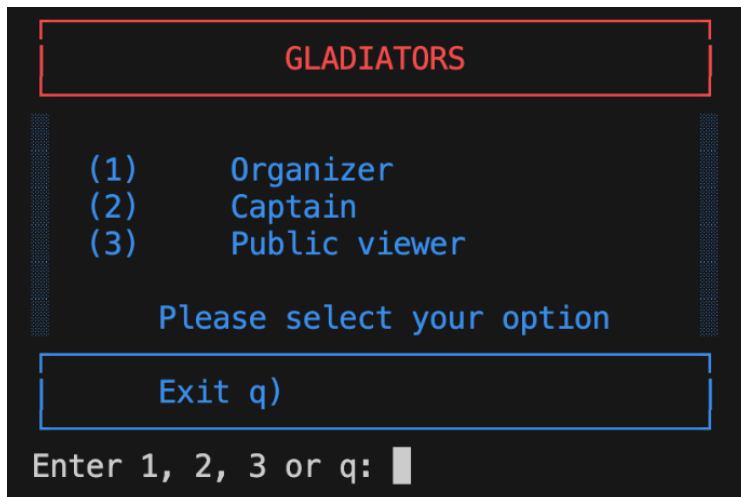 GLADIATORS
(1) Organizer
(2) Captain
(3) Public viewer
Please select your option
Exit q)
Enter 1, 2, 3 or q: